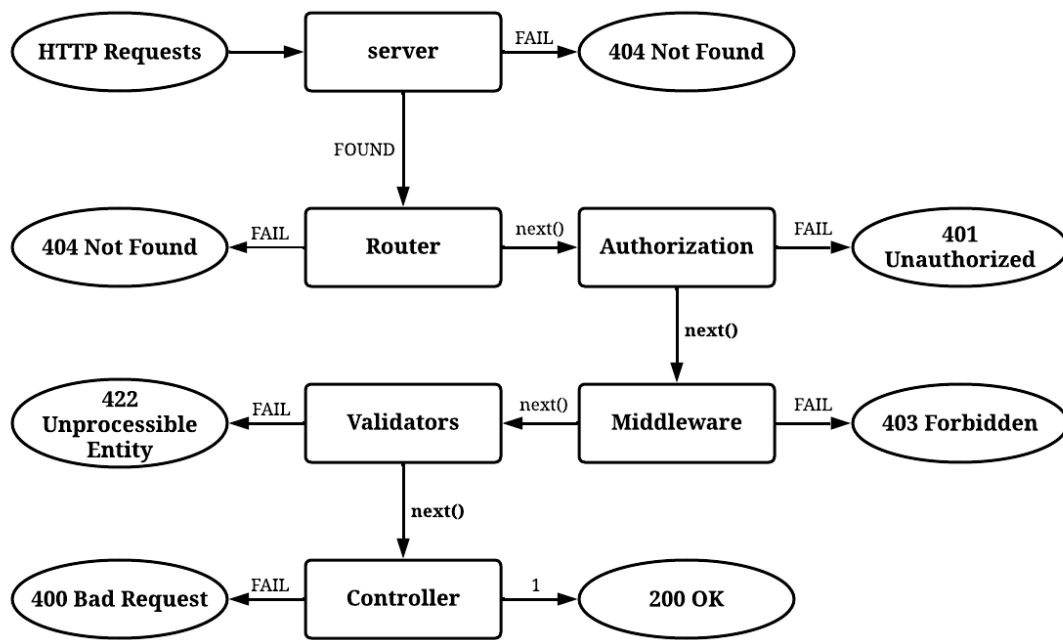 HTTP Requests
server
FAIL
404 Not Found
FOUND
404 Not Found
FAIL
Router
next()
Authorization
FAIL
401
Unauthorized
next()
422
Unprocessible
Entity
FAIL
Validators
next()
Middleware
FAIL
403 Forbidden
next()
400 Bad Request
FAIL
Controller
1
200 OK